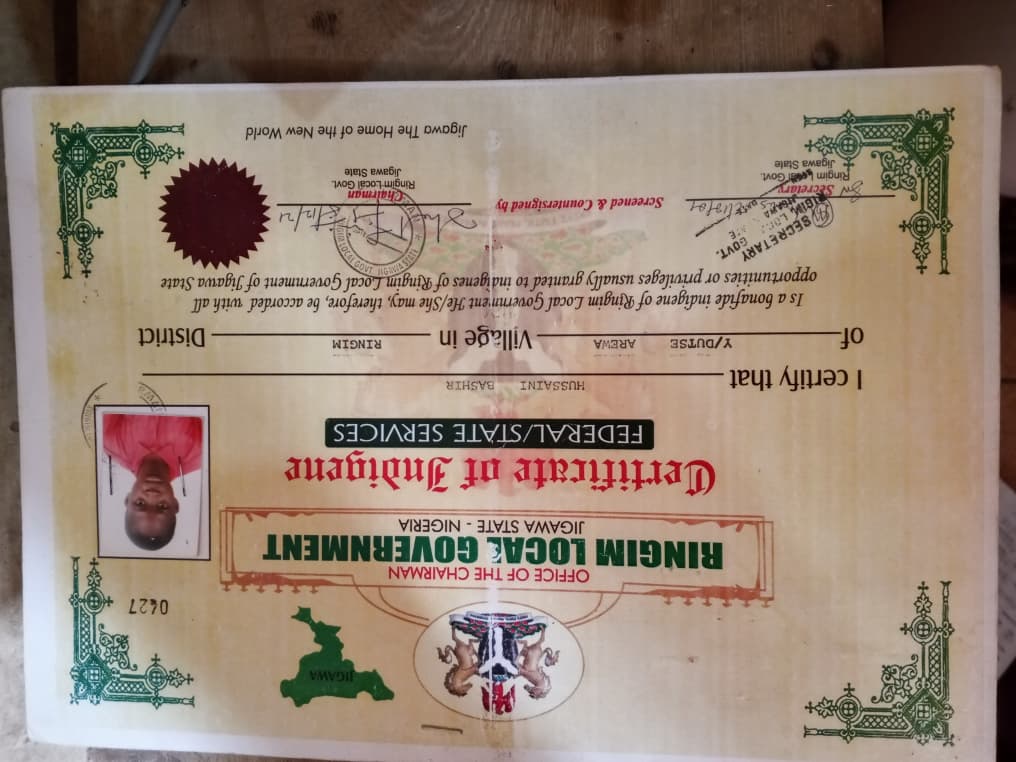 0427
JIGAWA
OFFICE OF THE CHAIRMAN
RINGIM LOCAL GOVERNMENT
JIGAWA STATE - NIGERIA
Certificate of Indigene
FEDERAL/STATE SERVICES
I certify that HUSSAINI BASHIR
Of Y/DUTSE AREWA Village in RINGIM District
Is a bonafide indigene of Ringim Local Government He/She may, therefore, be accorded with all
opportunities or privileges usually granted to indigenes of Ringim Local Government of Jigawa State
SECRETARY
Screened & Countersigned by
Secretary
Ringim Local Govt.
Jigawa State
Chairman
Ringim Local Govt.
Jigawa State
Jigawa The Home of the New World